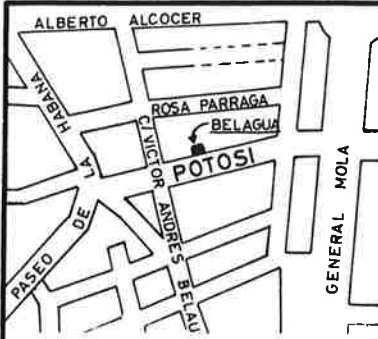 ALBERTO ALCOCER
HABANA
ROSA PARRAGA
BELAGUA
POTOSI
C/ VICTOR ANDRES BELAU
PASEO DE LA
GENERAL MOLA